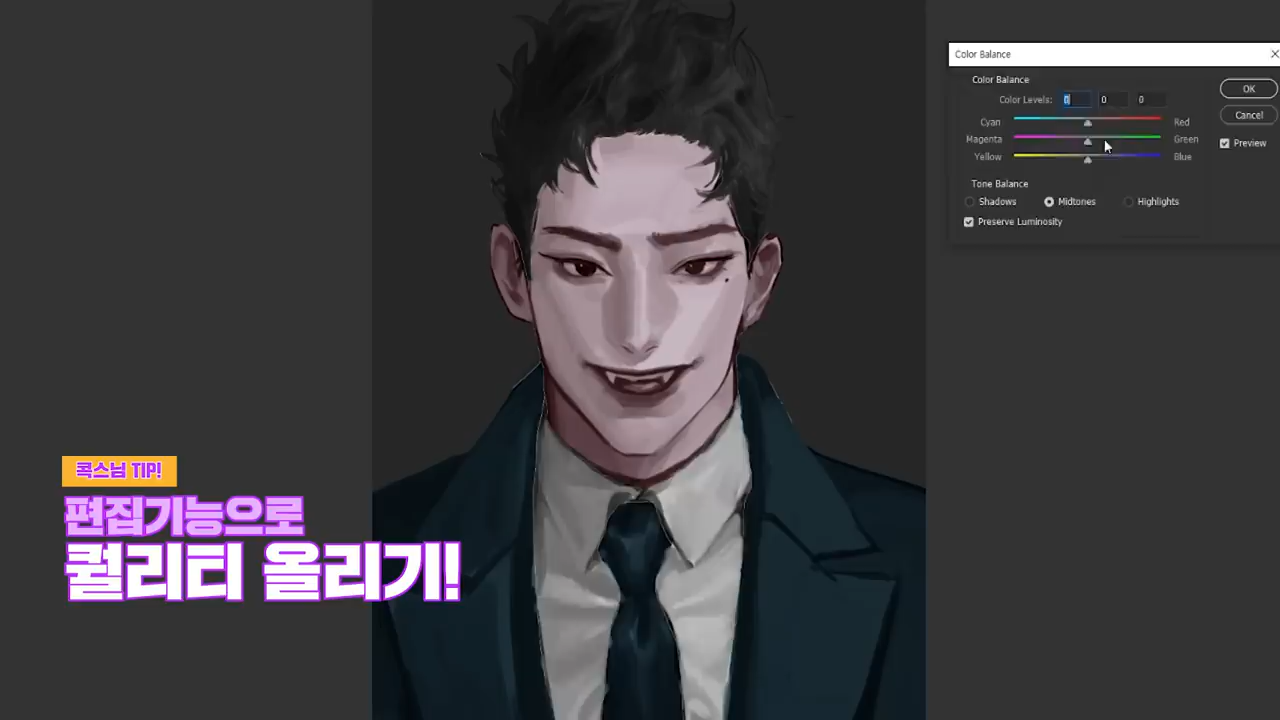 Color Balance
Color Balance
Color Levels: 0 0 0
OK
Cyan Red
Cancel
Magenta Green
Preview
Yellow Blue
Tone Balance
Shadows Midtones Highlights
Preserve Luminosity
콕스님 TIP!
편집기능으로
퀄리티 올리기!